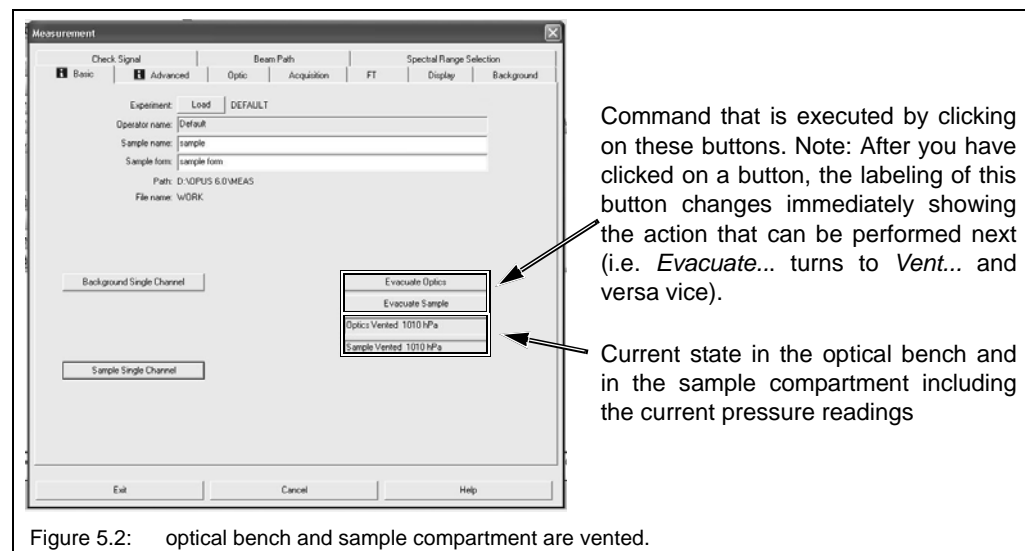 Measurement
Check Signal Beam Path Spectral Range Selection
Basic Advanced Optic Acquisition FT Display Background
Experiment: Load DEFAULT
Operator name: Default
Sample name: sample
Sample form: sample form
Path: D:\OPUS 6.0\MEAS
File name: WORK
Background Single Channel
Evacuate Optics
Evacuate Sample
Optics Vented 1010 hPa
Sample Vented 1010 hPa
Sample Single Channel
Exit Cancel Help
Command that is executed by clicking
on these buttons. Note: After you have
clicked on a button, the labeling of this
button changes immediately showing
the action that can be performed next
(i.e. Evacuate... turns to Vent... and
versa vice).
Current state in the optical bench and
in the sample compartment including
the current pressure readings
Figure 5.2: optical bench and sample compartment are vented.